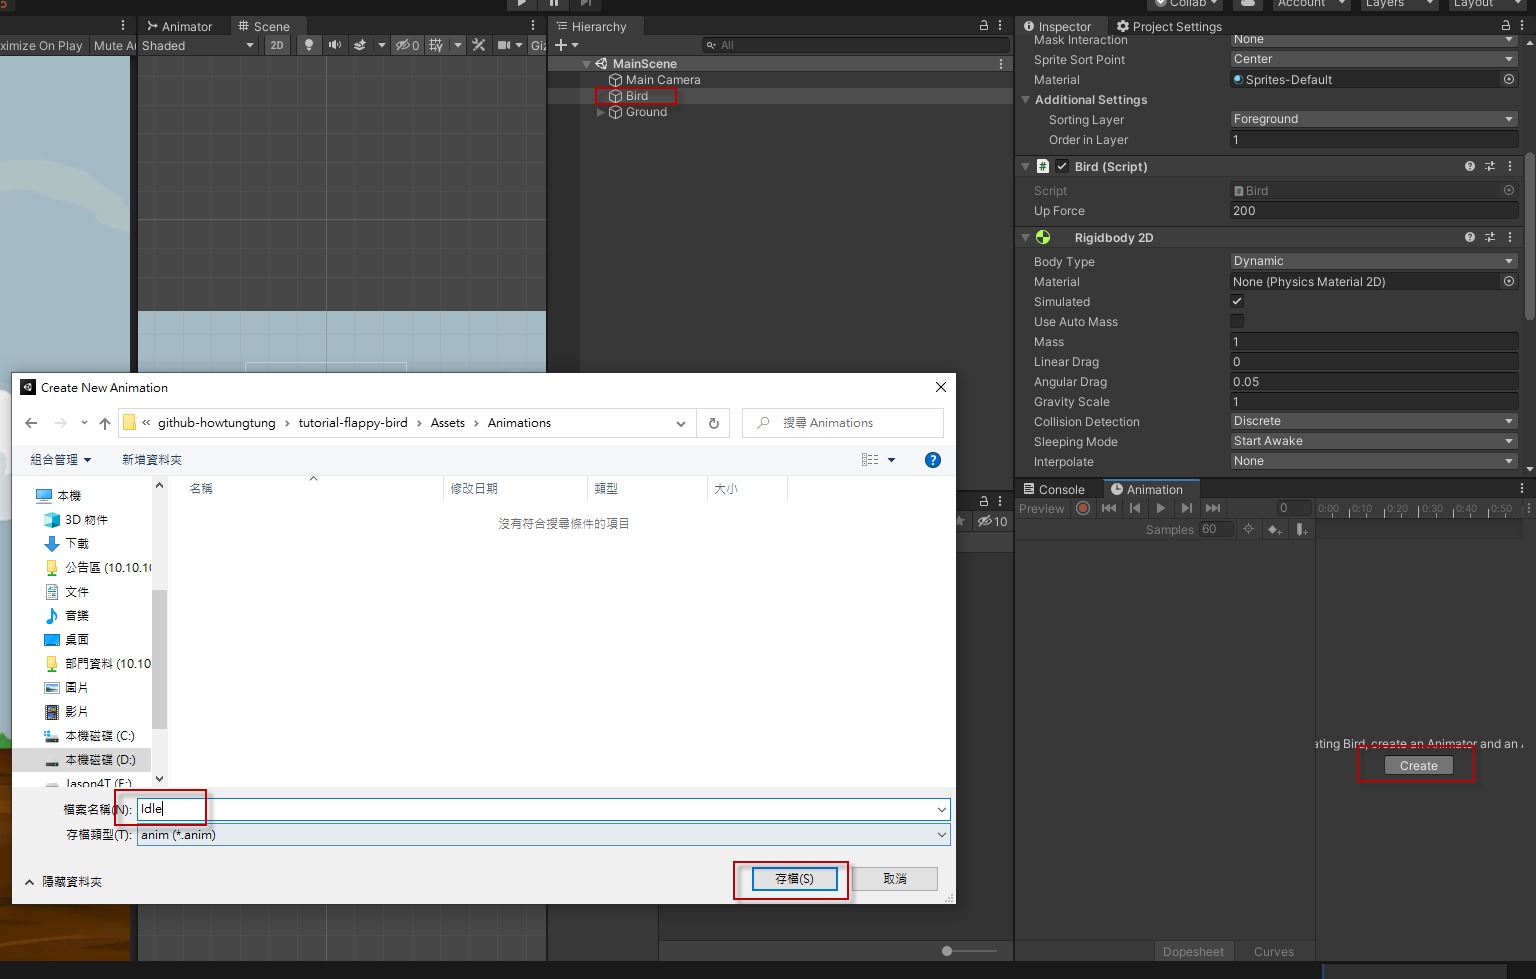 Collab
Account
Layers
Layout
Animator
Scene
Hierarchy
Inspector
Project Settings
ximize On Play
Mute Au
Shaded
2D
0
Giz
All
MainScene
Main Camera
Bird
Ground
Mask Interaction
None
Sprite Sort Point
Center
Material
Sprites-Default
Additional Settings
Sorting Layer
Foreground
Order in Layer
1
Bird (Script)
Script
Bird
Up Force
200
Rigidbody 2D
Body Type
Dynamic
Material
None (Physics Material 2D)
Simulated
Use Auto Mass
Mass
1
Linear Drag
0
Angular Drag
0.05
Gravity Scale
1
Collision Detection
Discrete
Sleeping Mode
Start Awake
Interpolate
None
Create New Animation
« github-howtungtung › tutorial-flappy-bird › Assets › Animations
搜尋 Animations
組合管理
新增資料夾
本機
3D 物件
下載
公告區 (10.10.10
文件
音樂
桌面
部門資料 (10.10
圖片
影片
本機磁碟 (C:)
本機磁碟 (D:)
Jason4T (E:)
名稱
修改日期
類型
大小
沒有符合搜尋條件的項目
檔案名稱(N):
Idle
存檔類型(T):
anim (*.anim)
隱藏資料夾
存檔(S)
取消
10
Console
Animation
Preview
0
0:00
0:10
0:20
0:30
0:40
0:50
Samples
60
ating Bird, create an Animator and an A
Create
Dopesheet
Curves